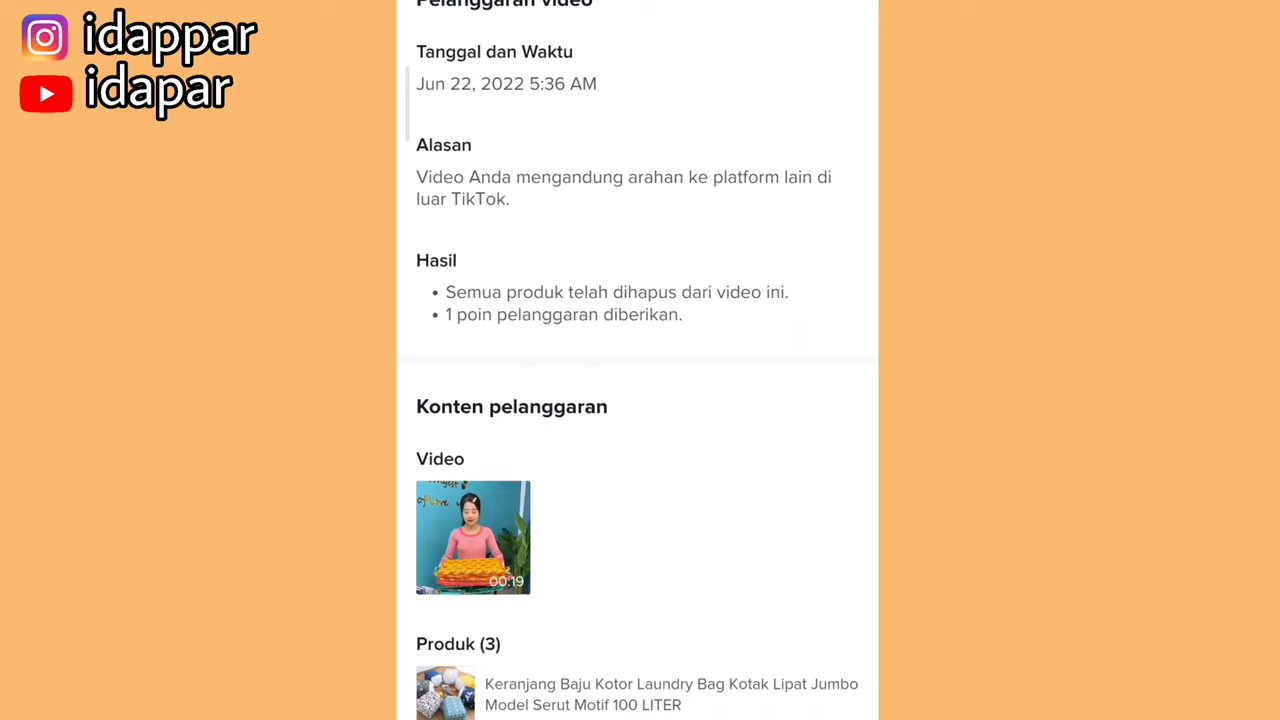 idappar
idapar
Pelanggaran video
Tanggal dan Waktu
Jun 22, 2022 5:36 AM
Alasan
Video Anda mengandung arahan ke platform lain di
luar TikTok.
Hasil
• Semua produk telah dihapus dari video ini.
• 1 poin pelanggaran diberikan.
Konten pelanggaran
Video
00:19
Produk (3)
Keranjang Baju Kotor Laundry Bag Kotak Lipat Jumbo
Model Serut Motif 100 LITER